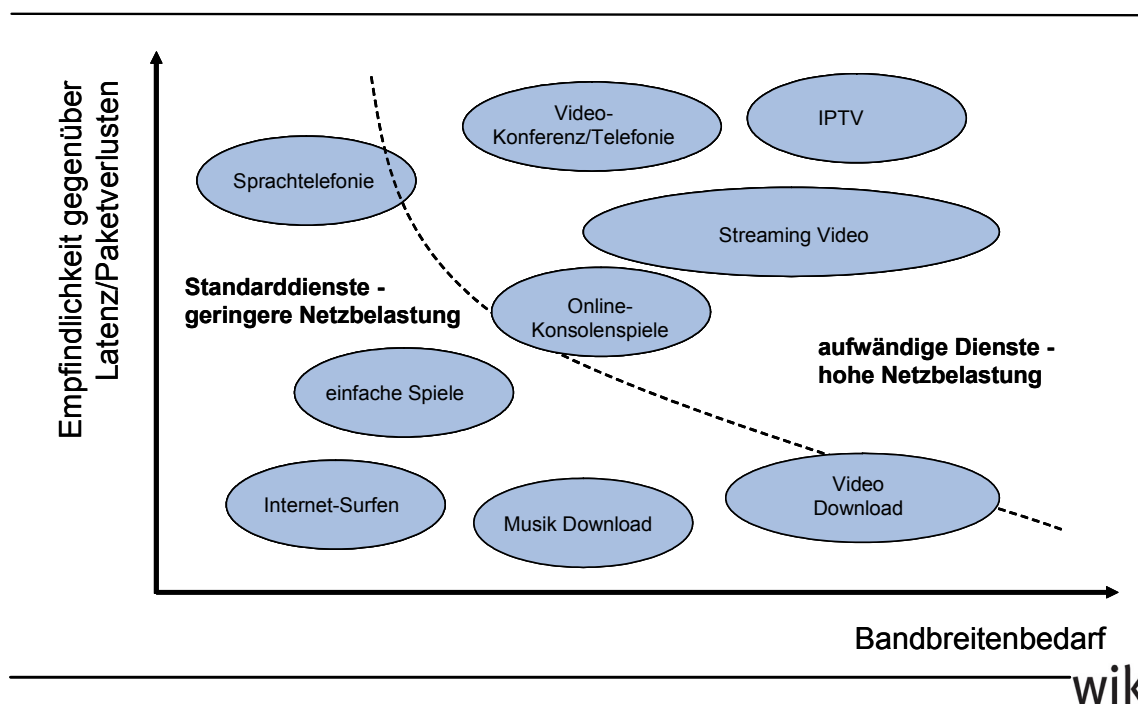 Empfindlichkeit gegenüber
Latenz/Paketverlusten
Video-
Konferenz/Telefonie
IPTV
Sprachtelefonie
Streaming Video
Standarddienste -
geringere Netzbelastung
Online-
Konsolenspiele
aufwändige Dienste -
hohe Netzbelastung
einfache Spiele
Internet-Surfen
Musik Download
Video
Download
Bandbreitenbedarf
wik